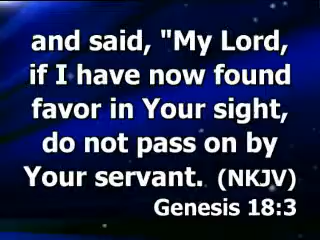 and said, "My Lord,
if I have now found
favor in Your sight,
do not pass on by
Your servant. (NKJV)
Genesis 18:3